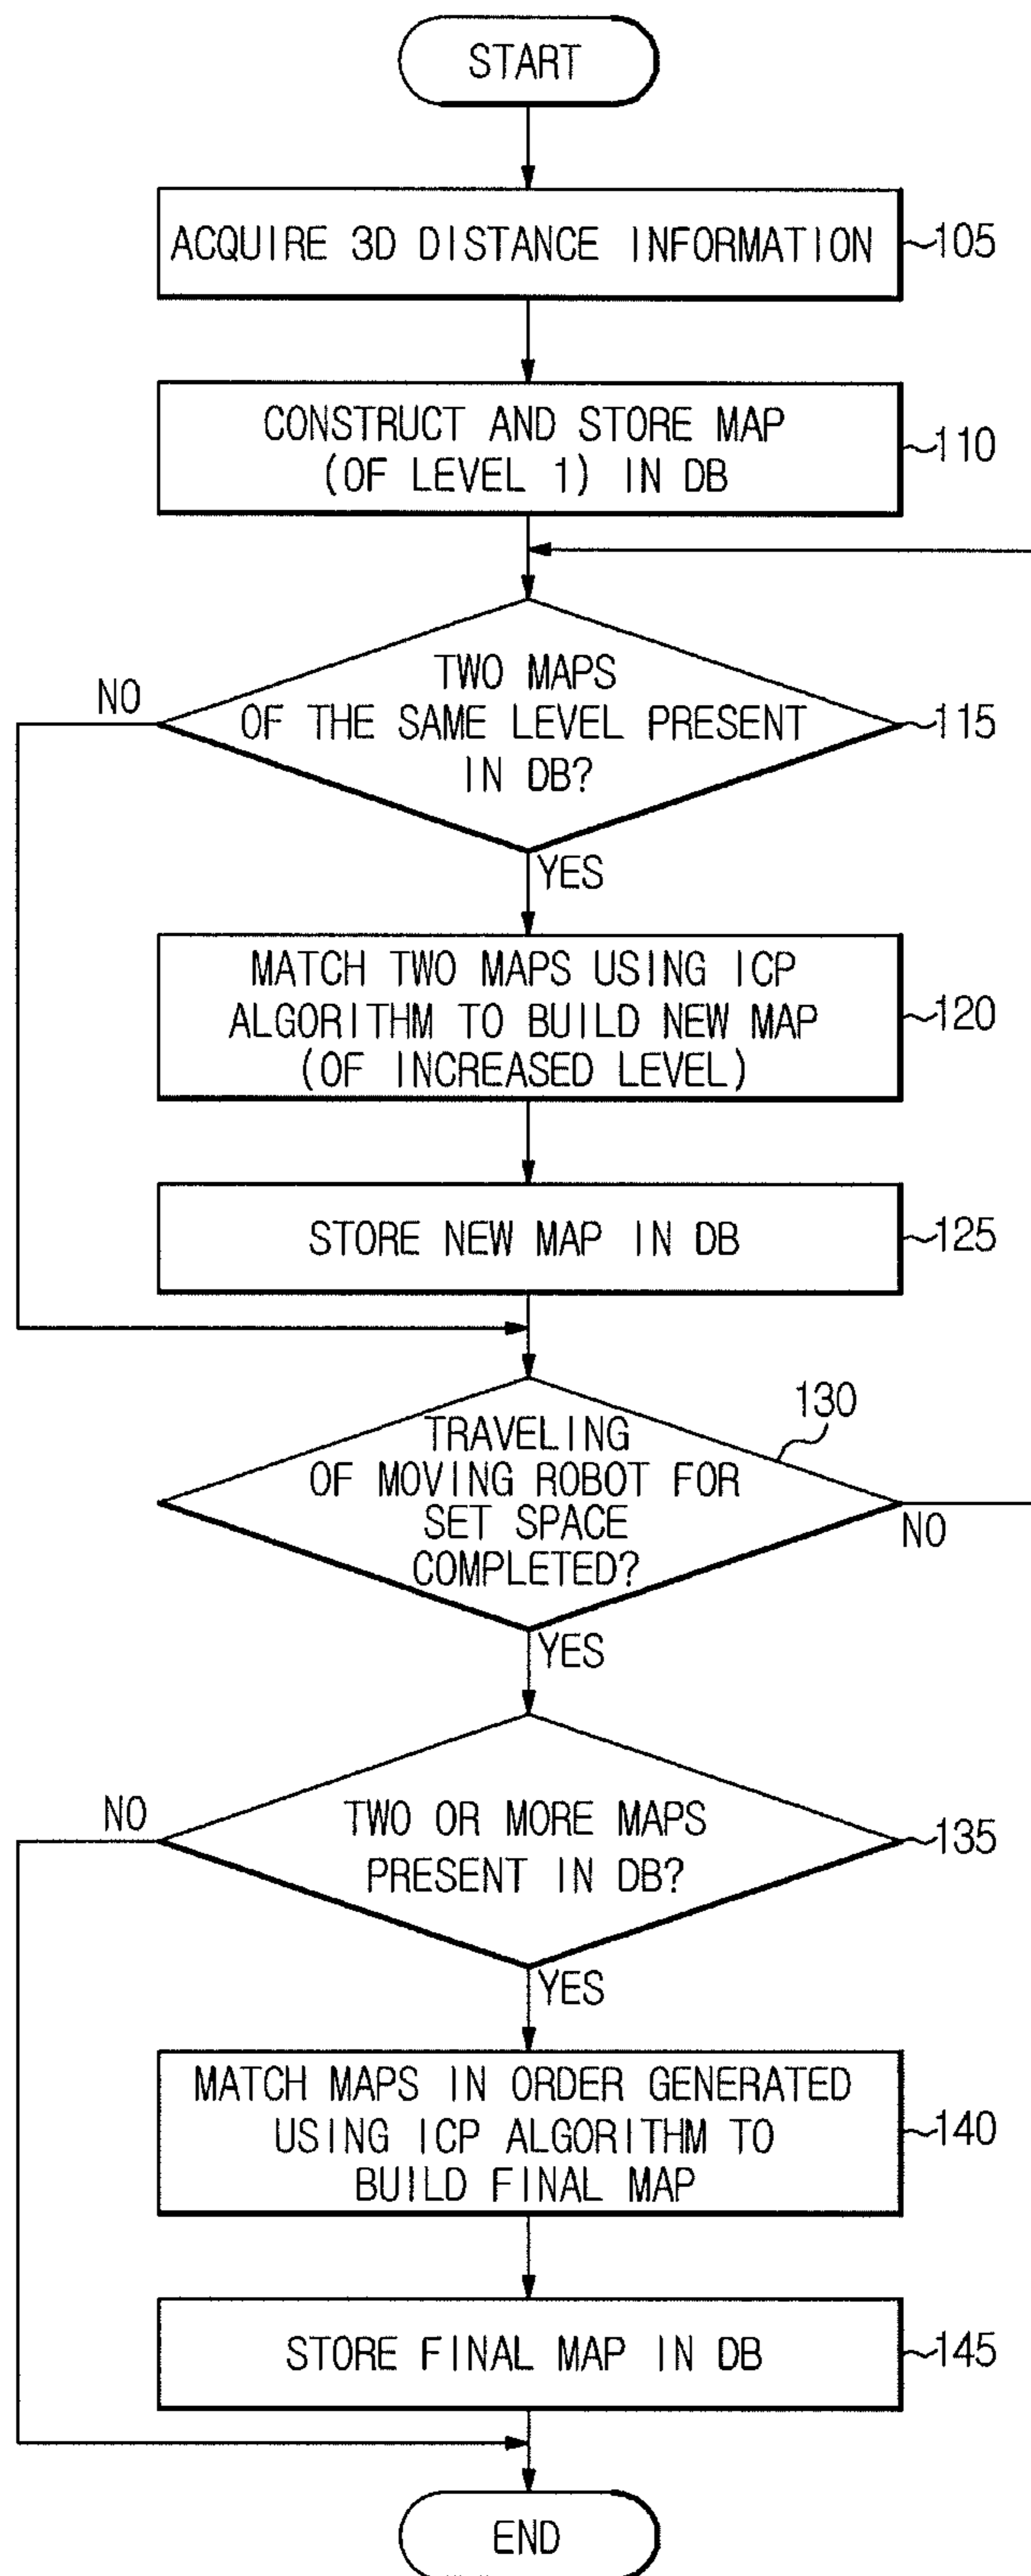 START
ACQUIRE 3D DISTANCE INFORMATION
105
CONSTRUCT AND STORE MAP
(OF LEVEL 1) IN DB
110
NO
TWO MAPS
OF THE SAME LEVEL PRESENT
IN DB?
115
YES
MATCH TWO MAPS USING ICP
ALGORITHM TO BUILD NEW MAP
(OF INCREASED LEVEL)
120
STORE NEW MAP IN DB
125
130
TRAVELING
OF MOVING ROBOT FOR
SET SPACE
COMPLETED?
NO
YES
NO
TWO OR MORE MAPS
PRESENT IN DB?
135
YES
MATCH MAPS IN ORDER GENERATED
USING ICP ALGORITHM TO
BUILD FINAL MAP
140
STORE FINAL MAP IN DB
145
END